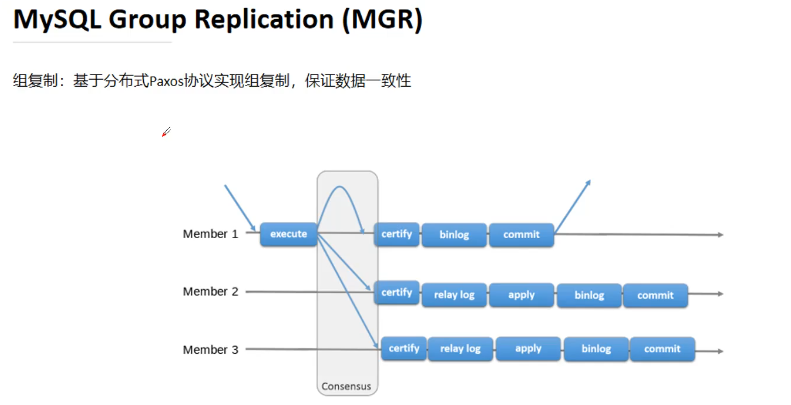 MySQL Group Replication (MGR)
组复制：基于分布式Paxos协议实现组复制，保证数据一致性
Member 1 execute certify binlog commit
Member 2 certify relay log apply binlog commit
Member 3 certify relay log apply binlog commit
Consensus